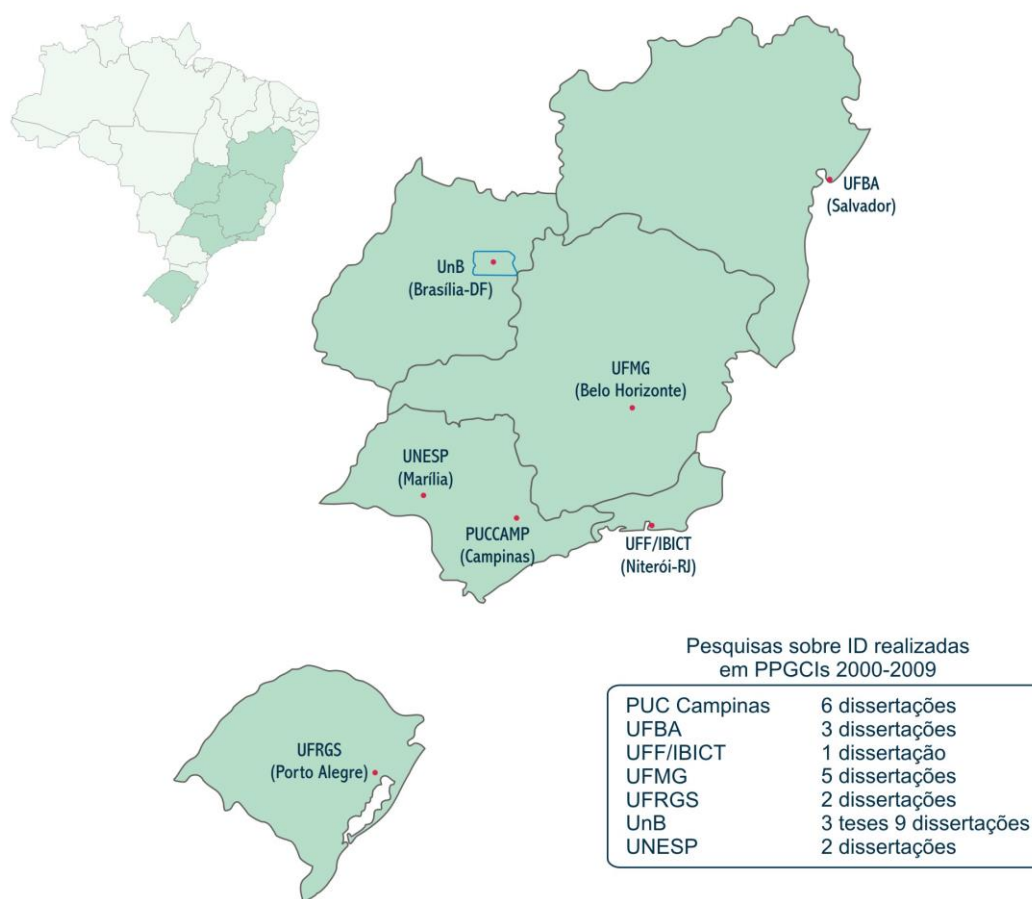 UFBA
(Salvador)
UnB
(Brasília-DF)
UFMG
(Belo Horizonte)
UNESP
(Marília)
PUCCAMP
(Campinas)
UFF/IBICT
(Niterói-RJ)
UFRGS
(Porto Alegre)
Pesquisas sobre ID realizadas
em PPGCIs 2000-2009
PUC Campinas 6 dissertações
UFBA 3 dissertações
UFF/IBICT 1 dissertação
UFMG 5 dissertações
UFRGS 2 dissertações
UnB 3 teses 9 dissertações
UNESP 2 dissertações